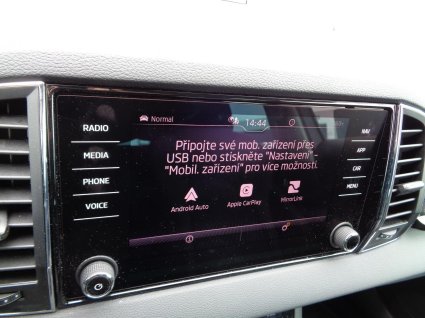 Normal
14:44
RADIO
MEDIA
PHONE
VOICE
Připojte své mob. zařízení přes
USB nebo stiskněte "Nastavení" -
"Mobil. zařízení" pro více možností.
Android Auto
Apple CarPlay
MirrorLink
NAV
APP
CAR
MENU